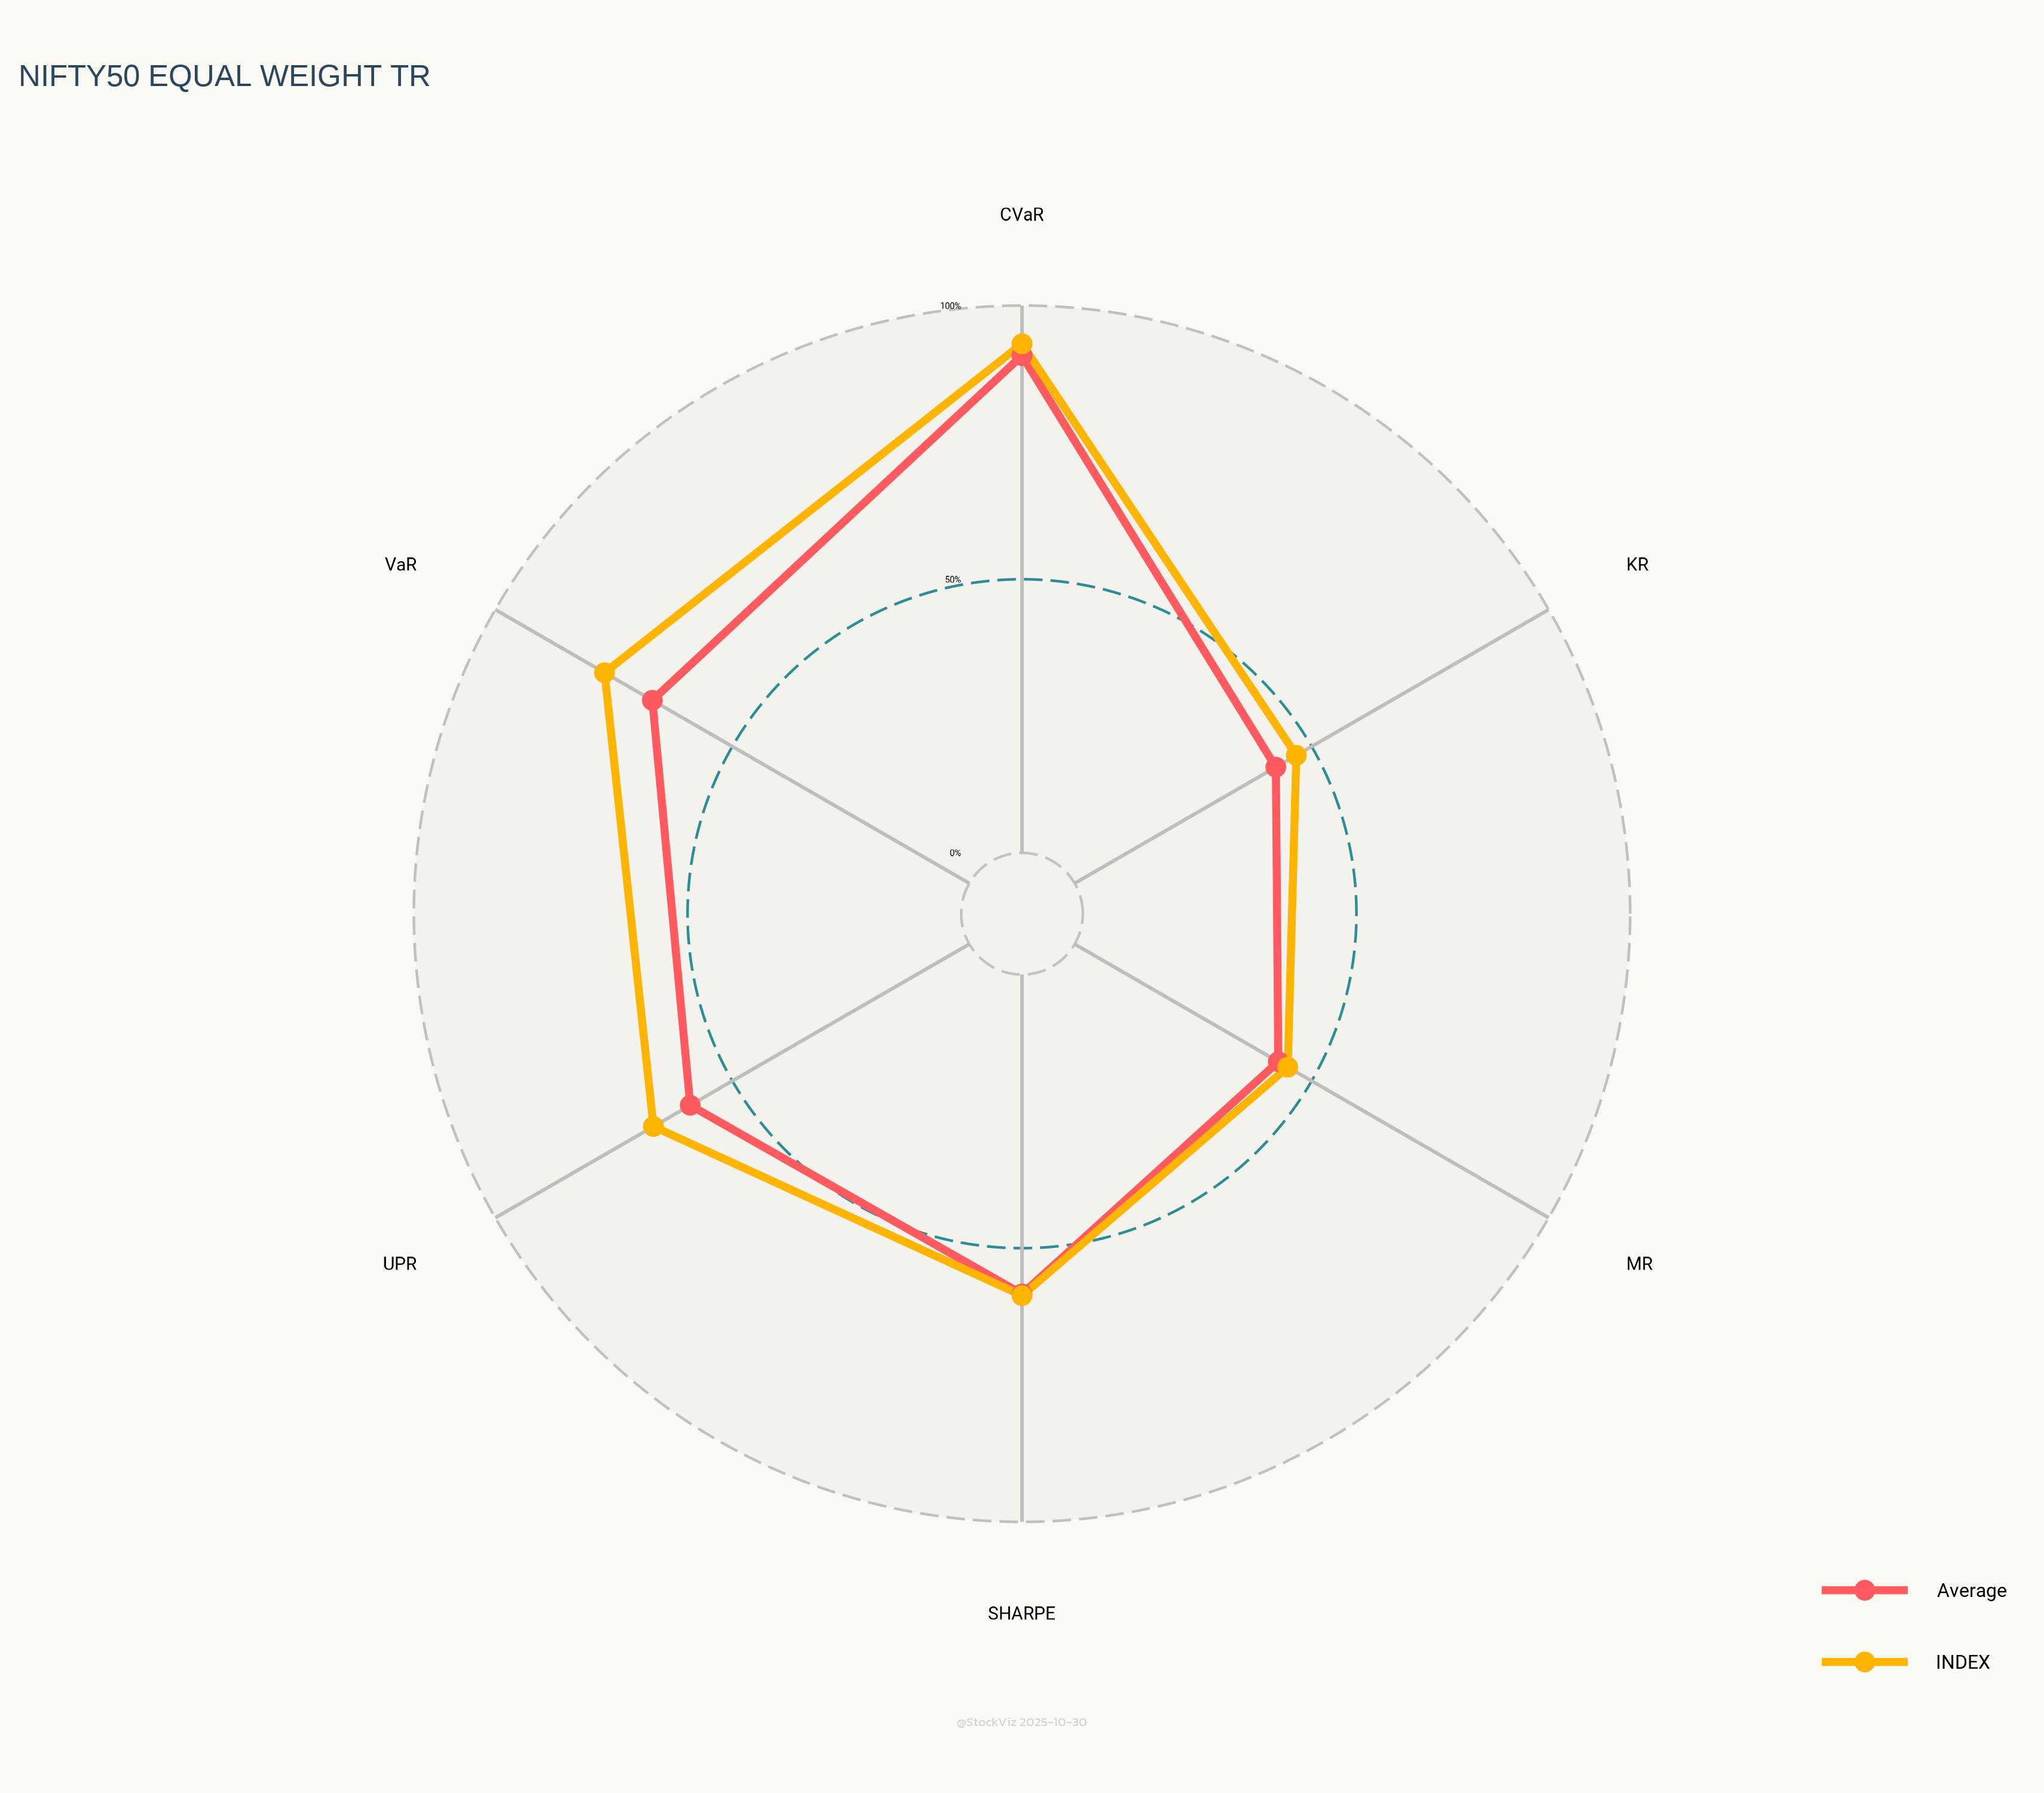 NIFTY50 EQUAL WEIGHT TR
CVaR
100%
VaR
KR
50%
0%
UPR
MR
SHARPE
Average
INDEX
@StockViz 2025-10-30